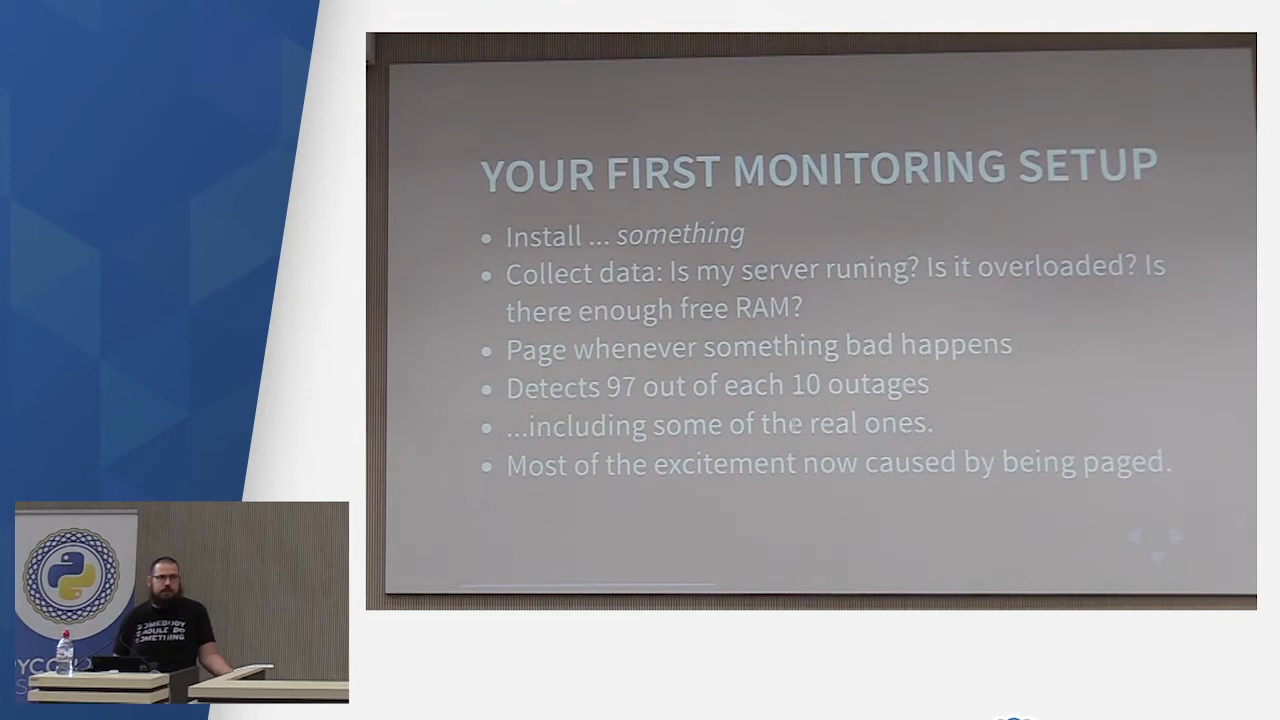 YOUR FIRST MONITORING SETUP
Install ... something
Collect data: Is my server runing? Is it overloaded? Is
there enough free RAM?
Page whenever something bad happens
Detects 97 out of each 10 outages
...including some of the real ones.
Most of the excitement now caused by being paged.
SOMEBODY
SHOULD DO
SOMETHING